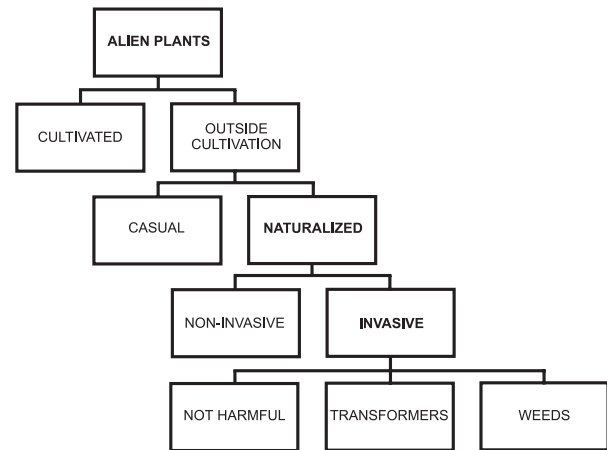 ALIEN PLANTS
CULTIVATED
OUTSIDE
CULTIVATION
CASUAL
NATURALIZED
NON-INVASIVE
INVASIVE
NOT HARMFUL
TRANSFORMERS
WEEDS